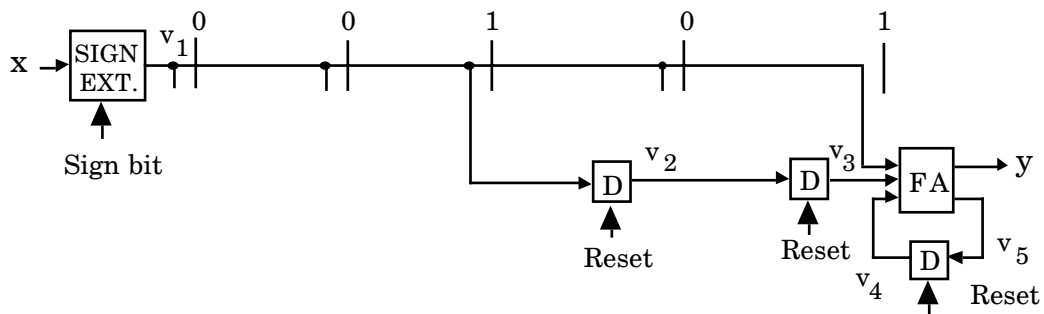 0 0 1 0 1
v1
x
SIGN
EXT.
Sign bit
v2
v3
D
D
FA
y
Reset
Reset
D
v4
v5
Reset